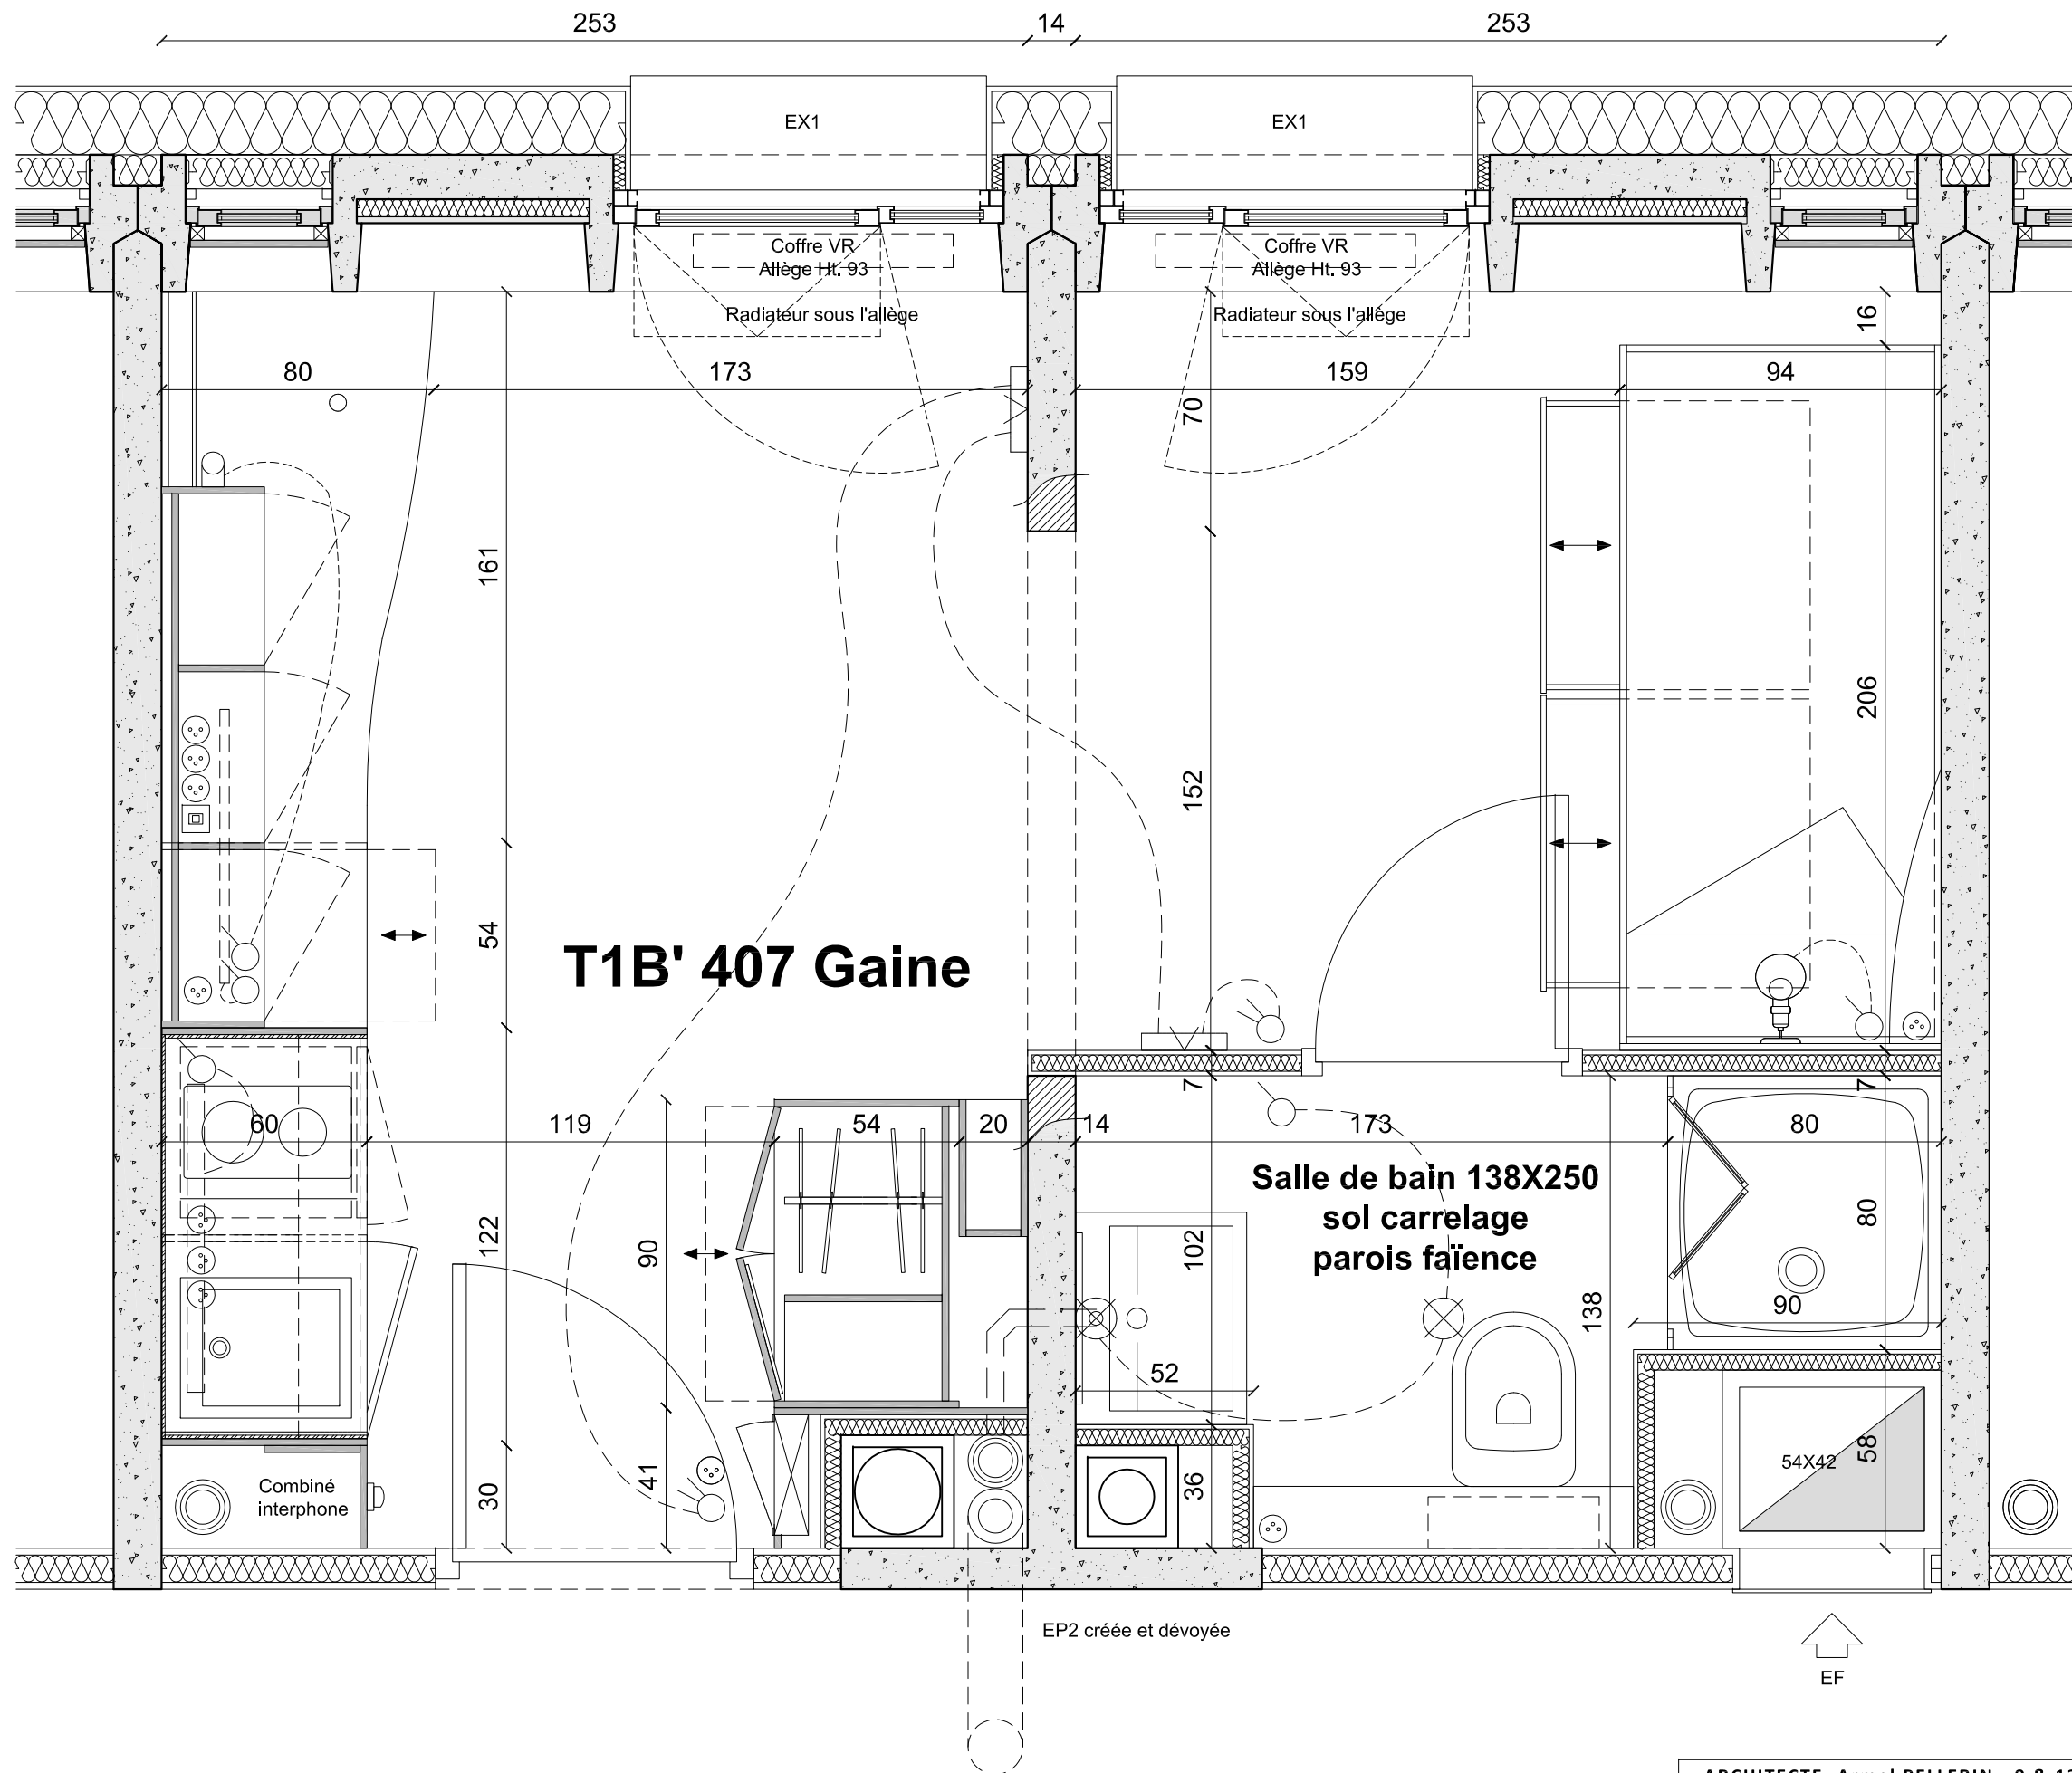 253
14
253
EX1
EX1
Coffre VR
Allège Ht. 93
Coffre VR
Allège Ht. 93
Radiateur sous l'allège
Radiateur sous l'allège
16
80
173
159
94
70
161
206
152
54
T1B' 407 Gaine
7
7
60
119
54
20
14
173
80
Salle de bain 138X250
sol carrelage
parois faïence
122
90
102
138
80
90
52
54X42
58
Combiné
interphone
30
41
36
EP2 créée et dévoyée
EF